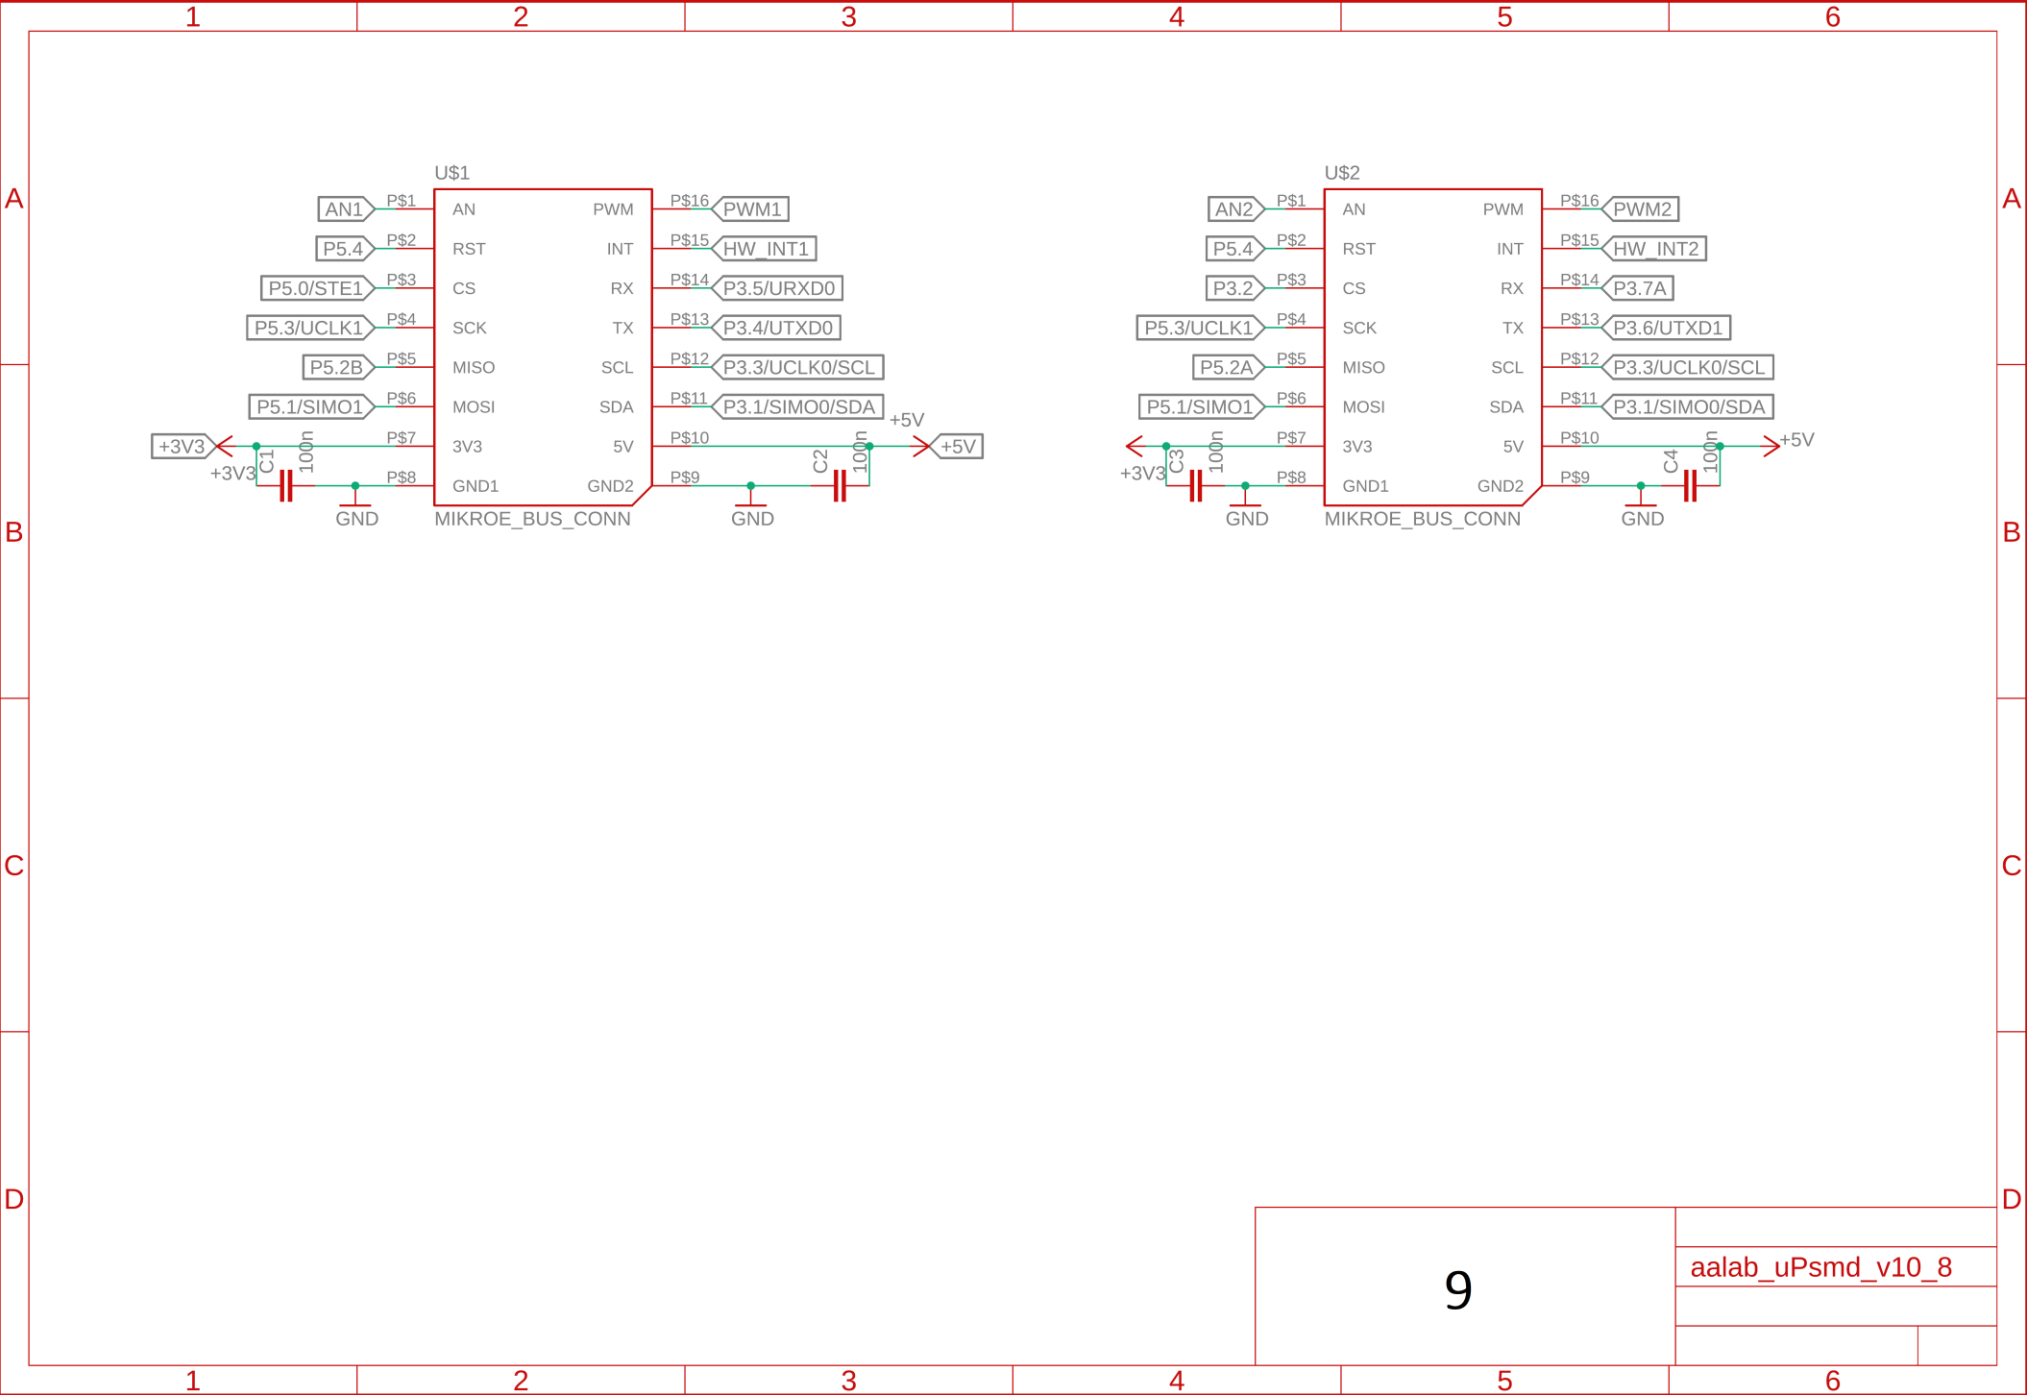 1 2 3 4 5 6
A A
U$1
AN1 P$1 AN PWM P$16 PWM1
P5.4 P$2 RST INT P$15 HW_INT1
P5.0/STE1 P$3 CS RX P$14 P3.5/URXD0
P5.3/UCLK1 P$4 SCK TX P$13 P3.4/UTXD0
P5.2B P$5 MISO SCL P$12 P3.3/UCLK0/SCL
P5.1/SIMO1 P$6 MOSI SDA P$11 P3.1/SIMO0/SDA
+5V
+3V3 P$7 3V3 5V P$10 +5V
+3V3 C1 100n C2 100n
P$8 GND1 GND2 P$9
GND MIKROE_BUS_CONN GND
U$2
AN2 P$1 AN PWM P$16 PWM2
P5.4 P$2 RST INT P$15 HW_INT2
P3.2 P$3 CS RX P$14 P3.7A
P5.3/UCLK1 P$4 SCK TX P$13 P3.6/UTXD1
P5.2A P$5 MISO SCL P$12 P3.3/UCLK0/SCL
P5.1/SIMO1 P$6 MOSI SDA P$11 P3.1/SIMO0/SDA
P$7 3V3 5V P$10 +5V
+3V3 C3 100n C4 100n
P$8 GND1 GND2 P$9
GND MIKROE_BUS_CONN GND
B B
C C
D D
9
aalab_uPsmd_v10_8
1 2 3 4 5 6